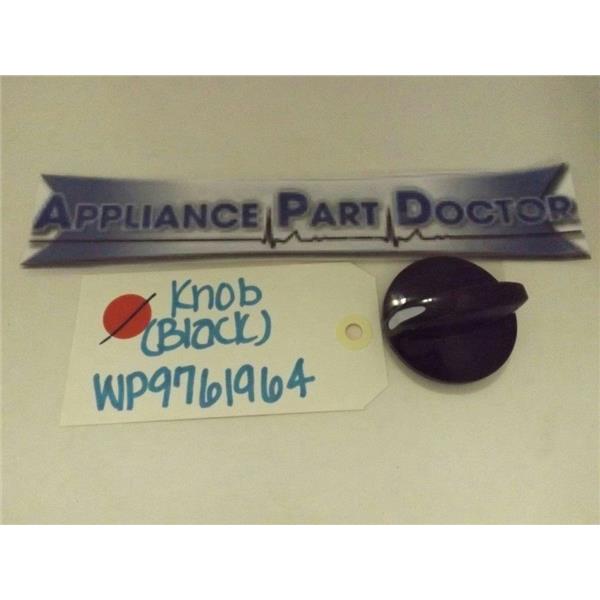 APPLIANCE PART DOCTOR
Knob
(Black)
WP9761964